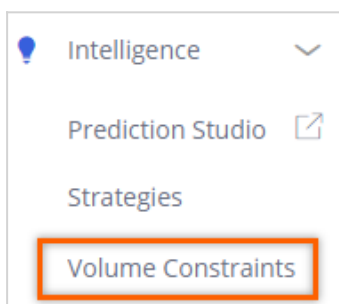 Intelligence
Prediction Studio
Strategies
Volume Constraints